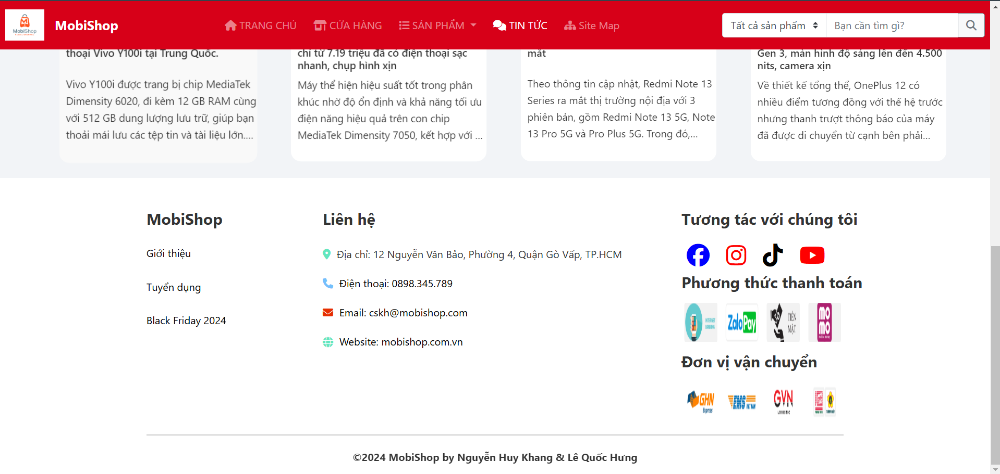 MobiShop
MobiShop
TRANG CHỦ
CỬA HÀNG
SẢN PHẨM
TIN TỨC
Site Map
Tất cả sản phẩm
Bạn cần tìm gì?
thoại Vivo Y100i tại Trung Quốc.
Vivo Y100i được trang bị chip MediaTek
Dimensity 6020, đi kèm 12 GB RAM cùng
với 512 GB dung lượng lưu trữ, giúp bạn
thoải mái lưu các tệp tin và tài liệu lớn....
chỉ từ 7.19 triệu đã có điện thoại sạc
nhanh, chụp hình xịn
Máy thể hiện hiệu suất tốt trong phân
khúc nhờ độ ổn định và khả năng tối ưu
điện năng hiệu quả trên con chip
MediaTek Dimensity 7050, kết hợp với ...
mắt
Theo thông tin cập nhật, Redmi Note 13
Series ra mắt thị trường nội địa với 3
phiên bản, gồm Redmi Note 13 5G, Note
13 Pro 5G và Pro Plus 5G. Trong đó,...
Gen 3, màn hình độ sáng lên đến 4.500
nits, camera xịn
Về thiết kế tổng thể, OnePlus 12 có
nhiều điểm tương đồng với thế hệ trước
nhưng thanh trượt thông báo của máy
đã được di chuyển từ cạnh bên phải...
MobiShop
Giới thiệu
Tuyển dụng
Black Friday 2024
Liên hệ
Địa chỉ: 12 Nguyễn Văn Bảo, Phường 4, Quận Gò Vấp, TP.HCM
Điện thoại: 0898.345.789
Email: cskh@mobishop.com
Website: mobishop.com.vn
Tương tác với chúng tôi
Phương thức thanh toán
INTERNET
BANKING
ZaloPay
TIỀN
MẶT
MO
MO
Đơn vị vận chuyển
GHN
Express
EMS
VIET NAM
GVN
LOGISTIC
©2024 MobiShop by Nguyễn Huy Khang & Lê Quốc Hưng